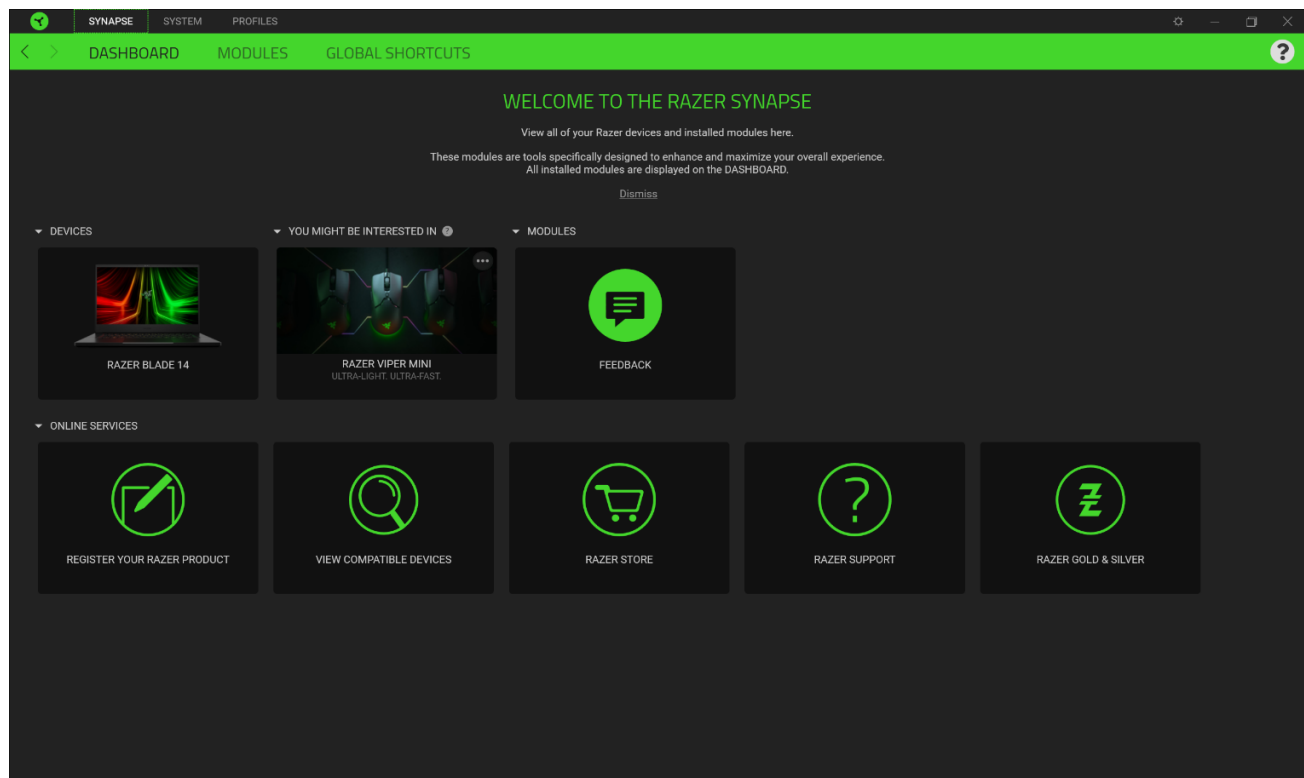 SYNAPSE SYSTEM PROFILES
DASHBOARD MODULES GLOBAL SHORTCUTS ?
WELCOME TO THE RAZER SYNAPSE
View all of your Razer devices and installed modules here.
These modules are tools specifically designed to enhance and maximize your overall experience.
All installed modules are displayed on the DASHBOARD.
Dismiss
DEVICES
YOU MIGHT BE INTERESTED IN ?
MODULES
RAZER BLADE 14
RAZER VIPER MINI
ULTRA-LIGHT. ULTRA-FAST.
FEEDBACK
ONLINE SERVICES
REGISTER YOUR RAZER PRODUCT
VIEW COMPATIBLE DEVICES
RAZER STORE
?
RAZER SUPPORT
RAZER GOLD & SILVER